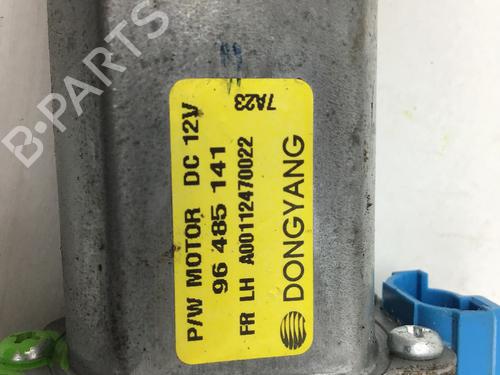 P/W MOTOR DC 12V
96 485 141
FR LH A00112470022
7A23
DONGYANG
B-PARTS